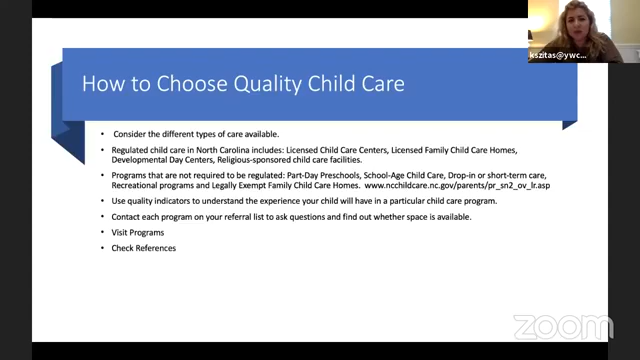 kszitas@ywc...
How to Choose Quality Child Care
Consider the different types of care available.
Regulated child care in North Carolina includes: Licensed Child Care Centers, Licensed Family Child Care Homes,
Developmental Day Centers, Religious-sponsored child care facilities.
Programs that are not required to be regulated: Part-Day Preschools, School-Age Child Care, Drop-in or short-term care,
Recreational programs and Legally Exempt Family Child Care Homes. www.ncchildcare.nc.gov/parents/pr_sn2_ov_lr.asp
Use quality indicators to understand the experience your child will have in a particular child care program.
Contact each program on your referral list to ask questions and find out whether space is available.
Visit Programs
Check References
zoom